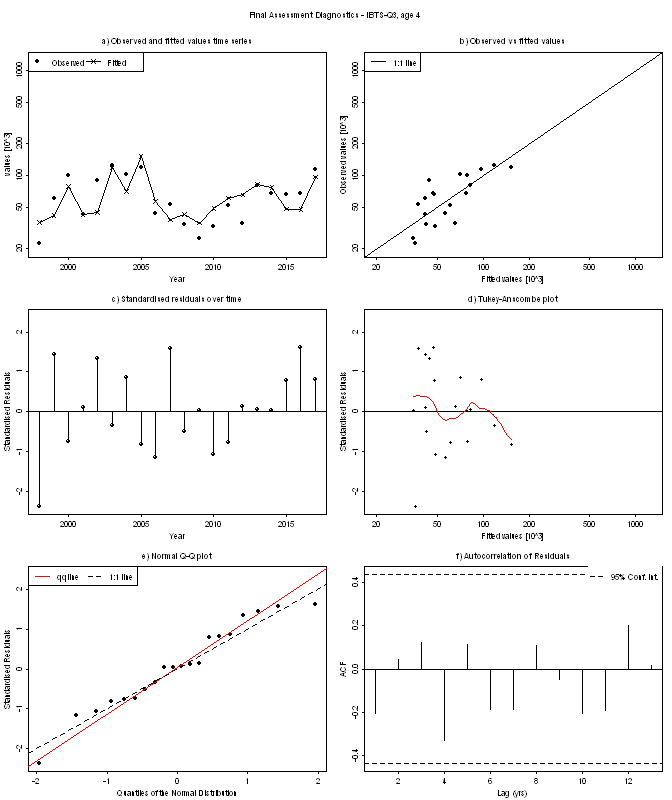 Final Assessment Diagnostics - IBTS-Q3, age 4
a) Observed and fitted values time series
Observed Fitted
values [10^3]
1000
500
200
100
50
20
2000 2005 2010 2015
Year
b) Observed vs fitted values
1:1 line
Observed values [10^3]
1000
500
200
100
50
20
20 50 100 200 500 1000
Fitted values [10^3]
c) Standardised residuals over time
Standardised Residuals
2
1
0
-1
-2
2000 2005 2010 2015
Year
d) Tukey-Anscombe plot
Standardised Residuals
2
1
0
-1
-2
20 50 100 200 500 1000
Fitted values [10^3]
e) Normal Q-Q plot
qq line 1:1 line
Standardised Residuals
2
1
0
-1
-2
-2 -1 0 1 2
Quantiles of the Normal Distribution
f) Autocorrelation of Residuals
95% Conf. Int.
ACF
0.4
0.2
0.0
-0.2
-0.4
2 4 6 8 10 12
Lag (yrs)